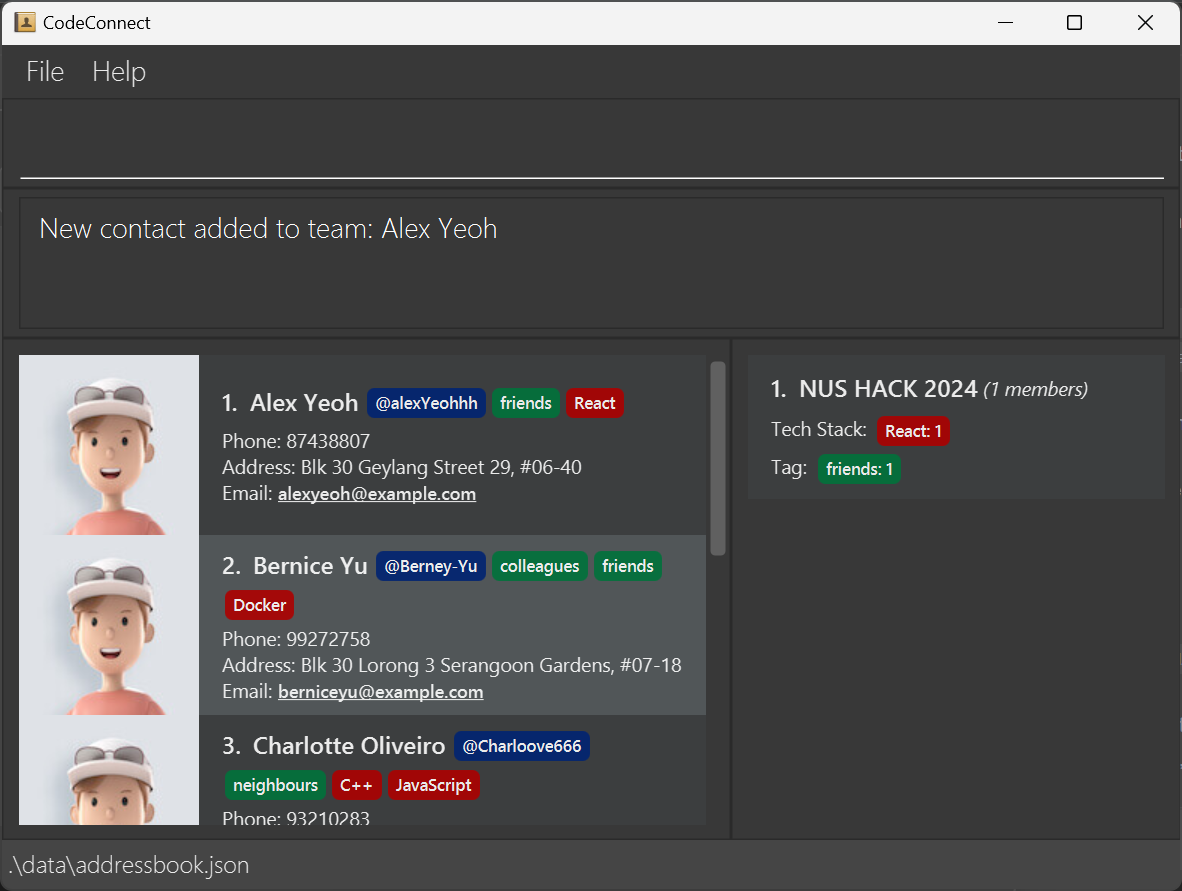 CodeConnect
File Help
New contact added to team: Alex Yeoh
1. Alex Yeoh @alexYeohhh friends React
Phone: 87438807
Address: Blk 30 Geylang Street 29, #06-40
Email: alexyeoh@example.com
2. Bernice Yu @Berney-Yu colleagues friends
Docker
Phone: 99272758
Address: Blk 30 Lorong 3 Serangoon Gardens, #07-18
Email: berniceyu@example.com
3. Charlotte Oliveiro @Charloove666
neighbours C++ JavaScript
Phone: 93210283
1. NUS HACK 2024 (1 members)
Tech Stack: React: 1
Tag: friends: 1
.\data\addressbook.json